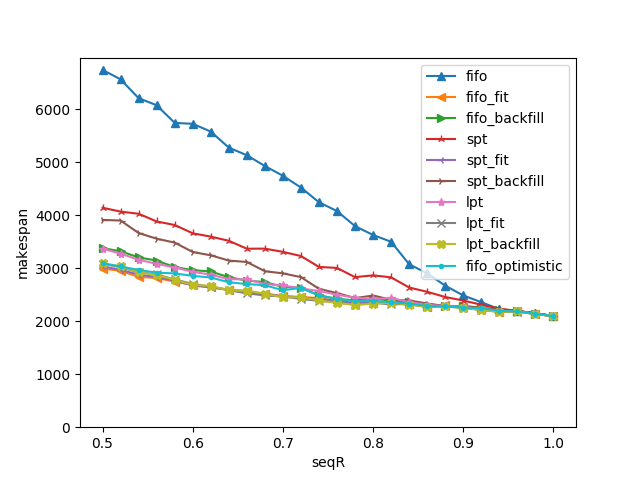 makespan
6000
5000
4000
3000
2000
1000
0
0.5
0.6
0.7
0.8
0.9
1.0
seqR
fifo
fifo_fit
fifo_backfill
spt
spt_fit
spt_backfill
lpt
lpt_fit
lpt_backfill
fifo_optimistic